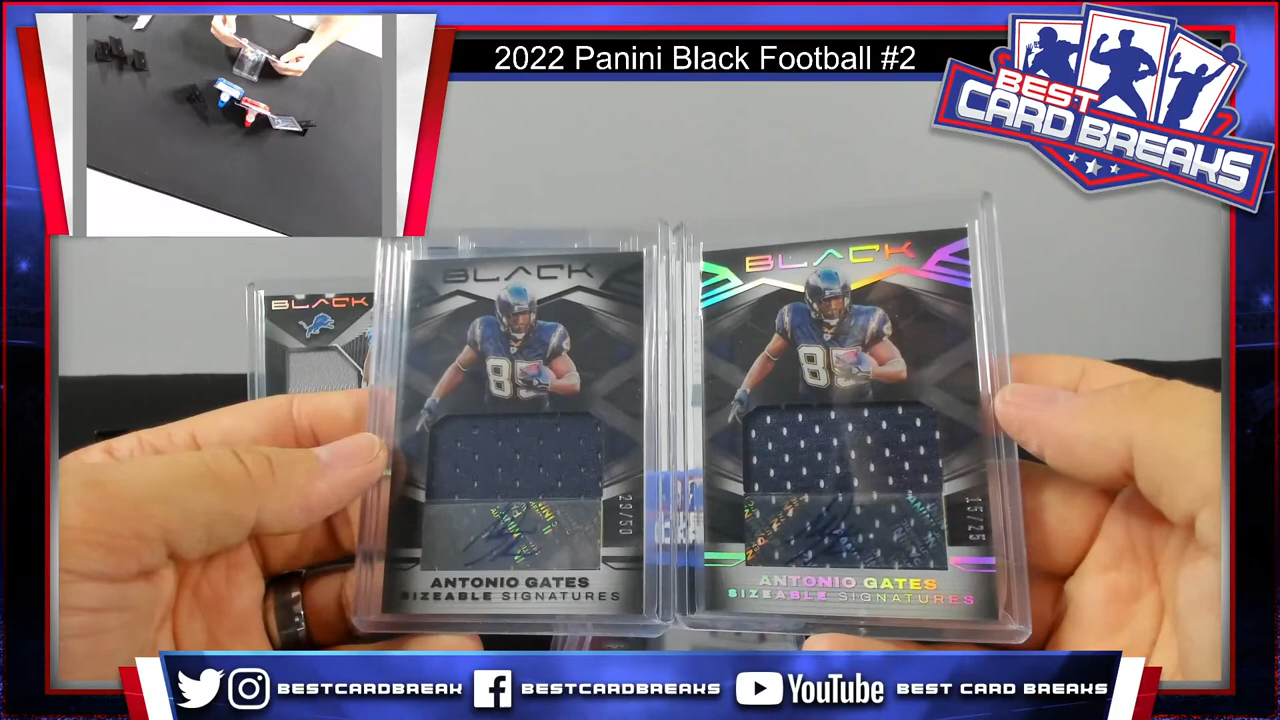 2022 Panini Black Football #2
BEST
CARD BREAKS
BLACK
85
29/50
ANTONIO GATES
SIZEABLE SIGNATURES
BLACK
85
15/25
ANTONIO GATES
SIZEABLE SIGNATURES
BLACK
BESTCARDBREAK
BESTCARDBREAKS
YouTube
BEST CARD BREAKS